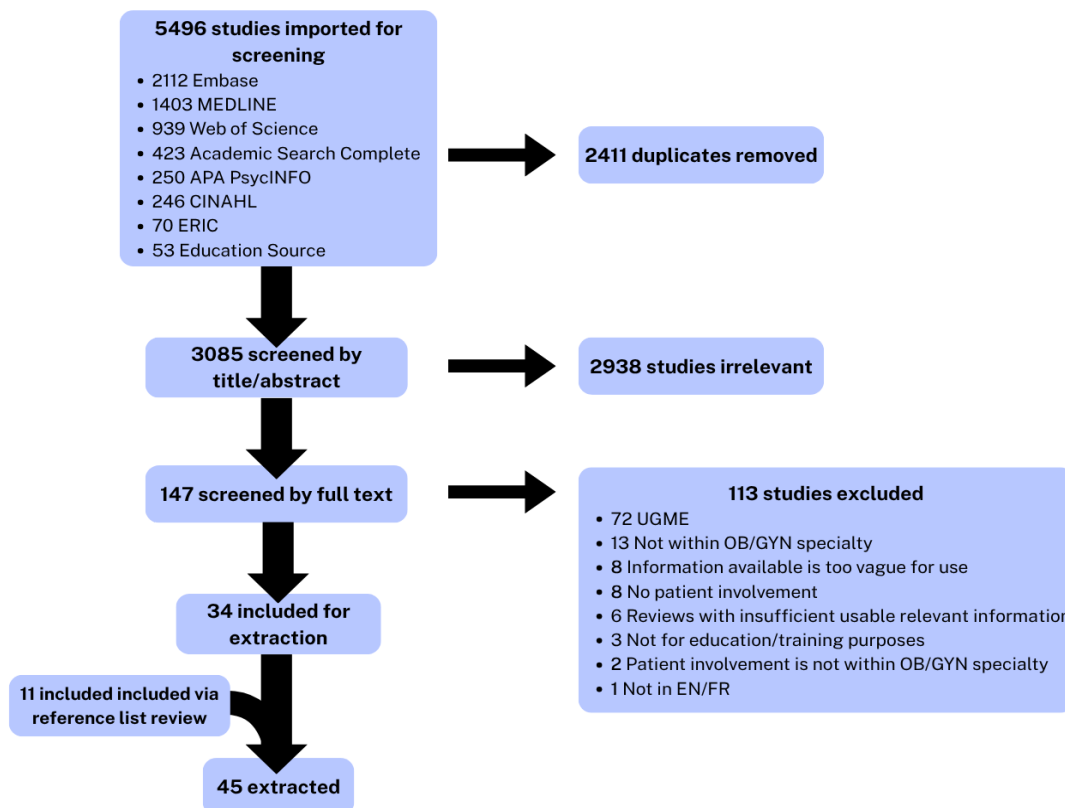 5496 studies imported for
screening
• 2112 Embase
• 1403 MEDLINE
• 939 Web of Science
• 423 Academic Search Complete
• 250 APA PsycINFO
• 246 CINAHL
• 70 ERIC
• 53 Education Source
2411 duplicates removed
3085 screened by
title/abstract
2938 studies irrelevant
147 screened by full text
113 studies excluded
• 72 UGME
• 13 Not within OB/GYN specialty
• 8 Information available is too vague for use
• 8 No patient involvement
• 6 Reviews with insufficient usable relevant information
• 3 Not for education/training purposes
• 2 Patient involvement is not within OB/GYN specialty
• 1 Not in EN/FR
34 included for
extraction
11 included included via
reference list review
45 extracted